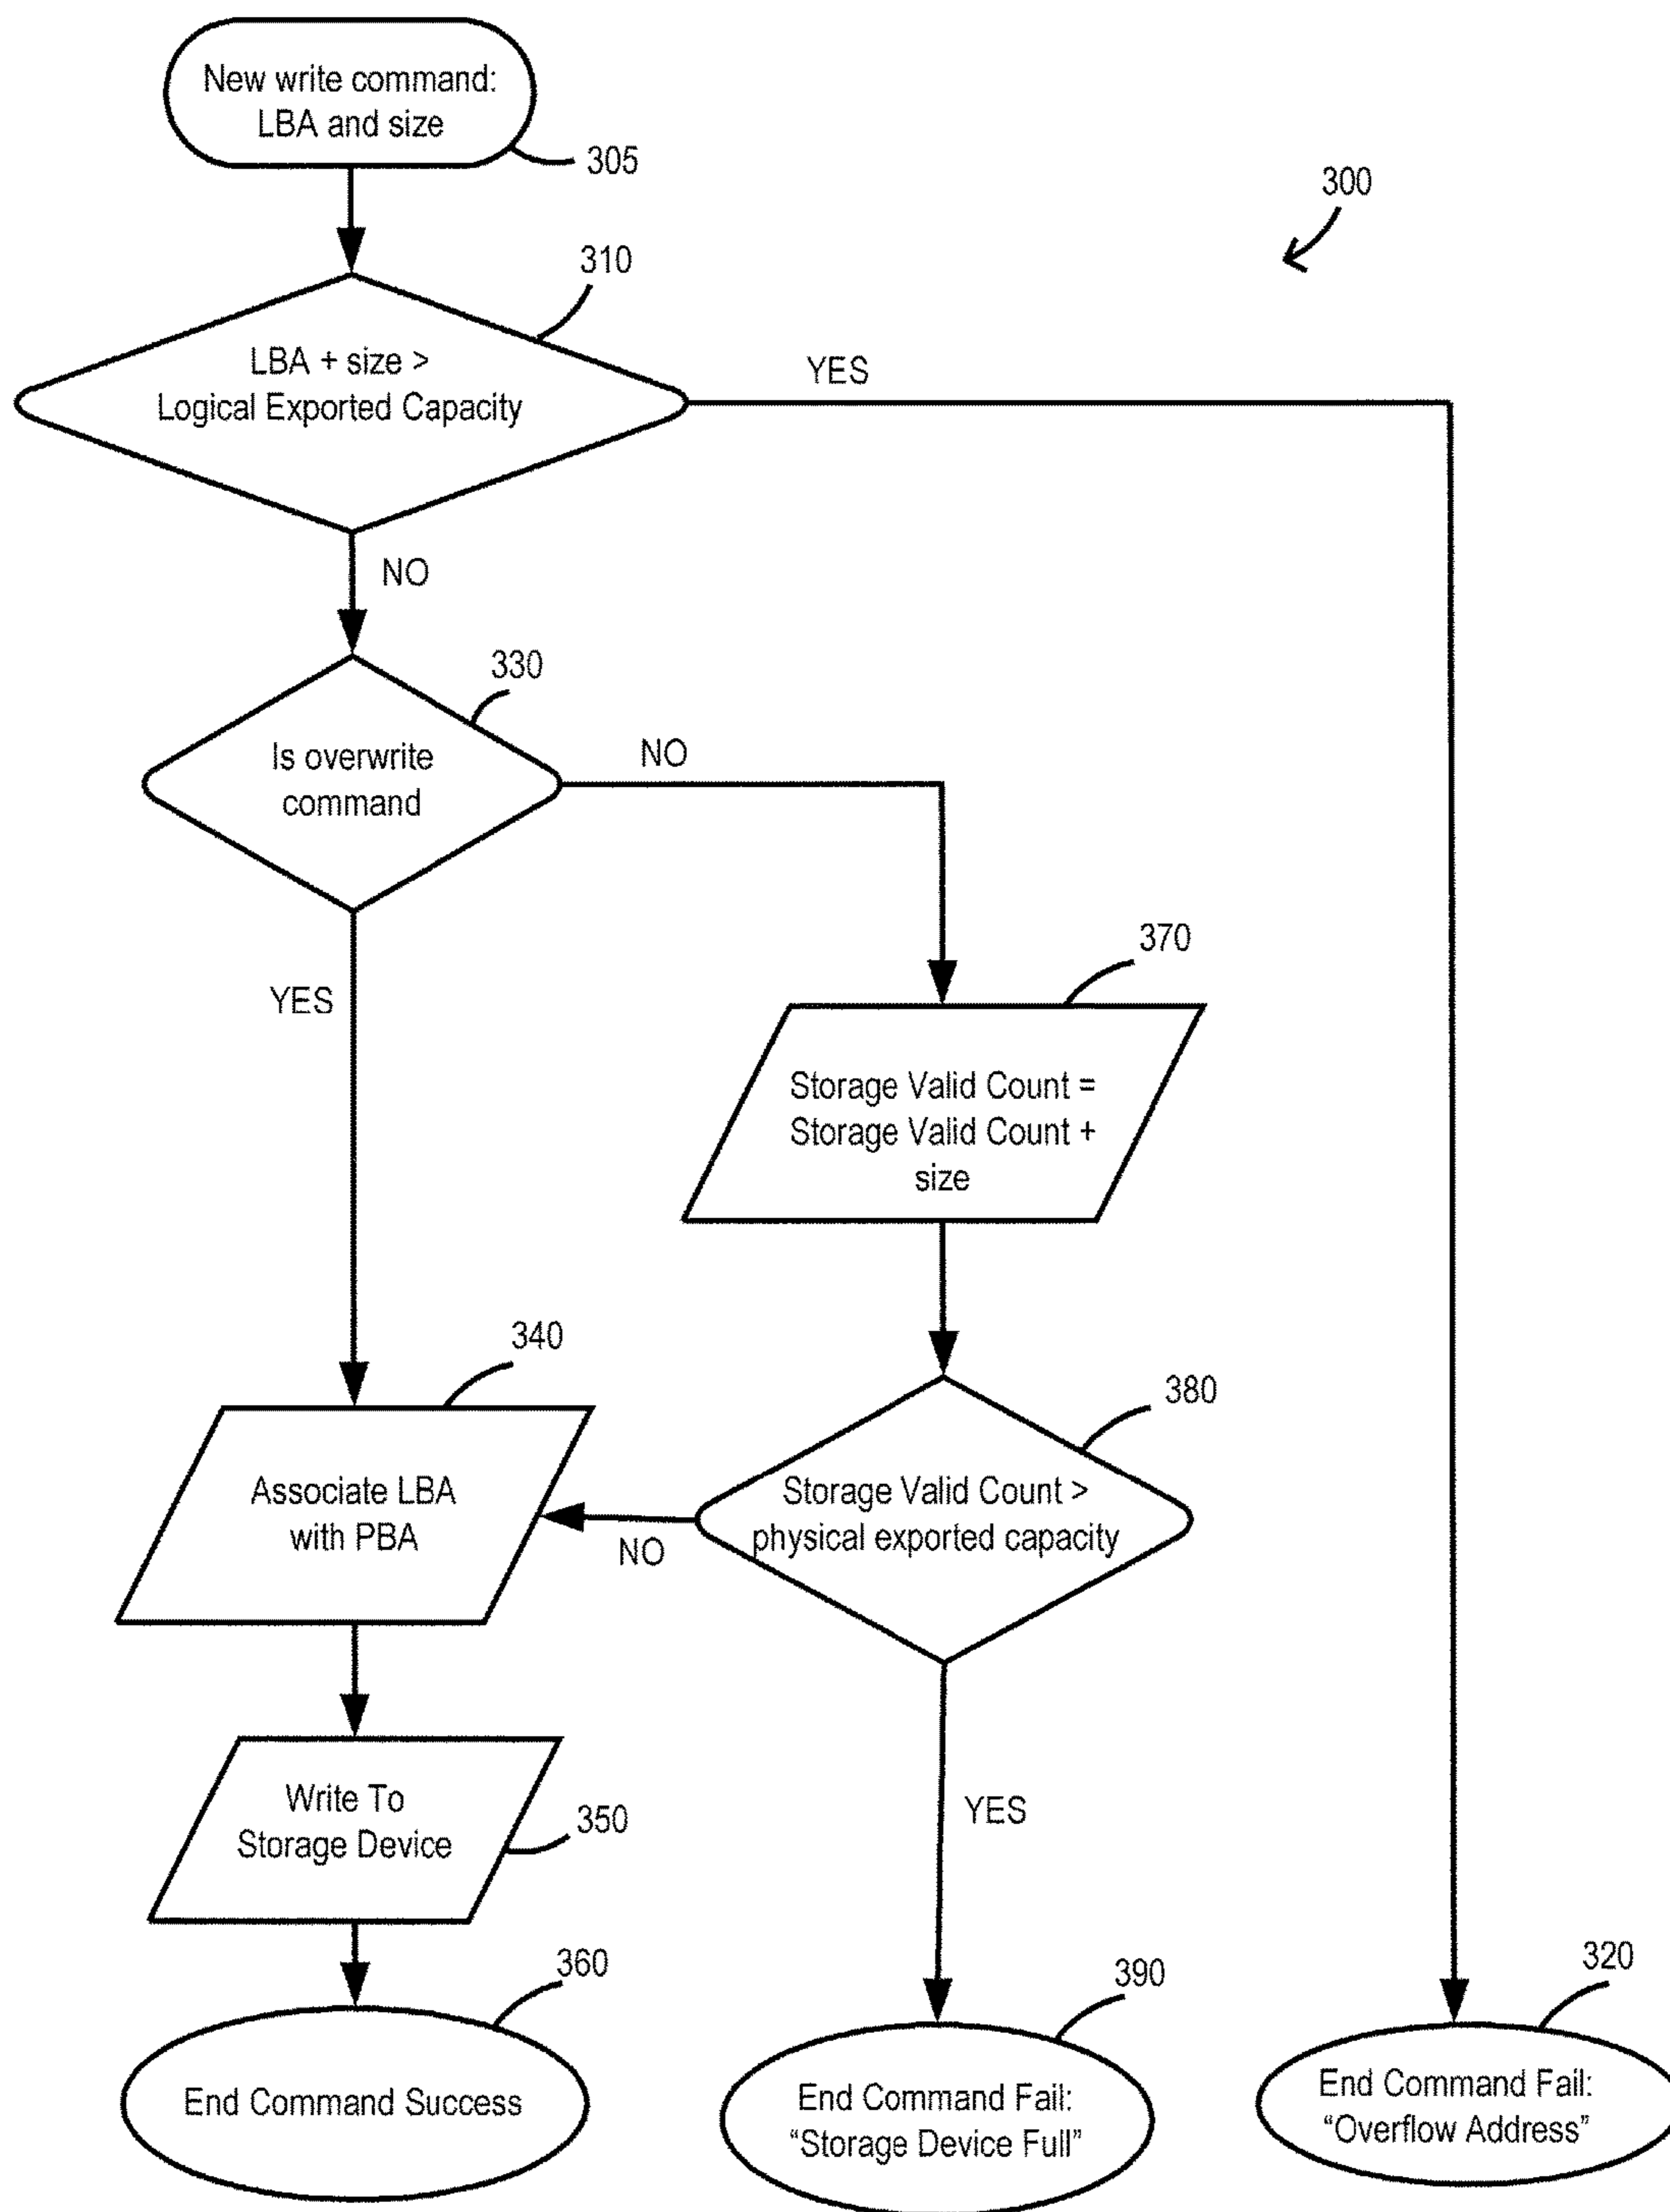 New write command:
LBA and size
305
300
310
LBA + size >
Logical Exported Capacity
YES
NO
330
Is overwrite
command
NO
YES
370
Storage Valid Count =
Storage Valid Count +
size
340
380
Associate LBA
with PBA
Storage Valid Count >
physical exported capacity
NO
Write To
Storage Device
350
YES
360
390
320
End Command Success
End Command Fail:
“Storage Device Full”
End Command Fail:
“Overflow Address”